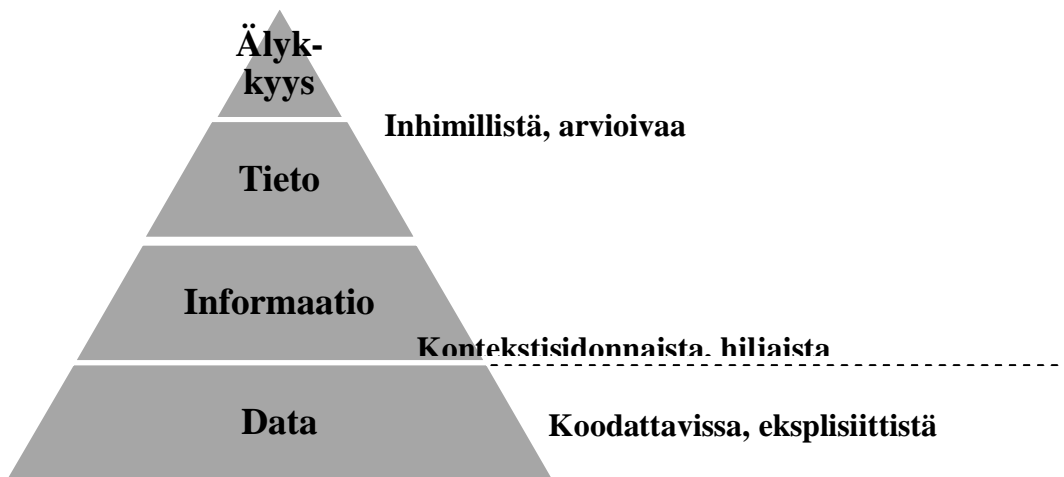 Älyk-
kyys
Inhimillistä, arvioivaa
Tieto
Informaatio
Kontekstisidonnaista, hiljaista
Data
Koodattavissa, eksplisiittistä